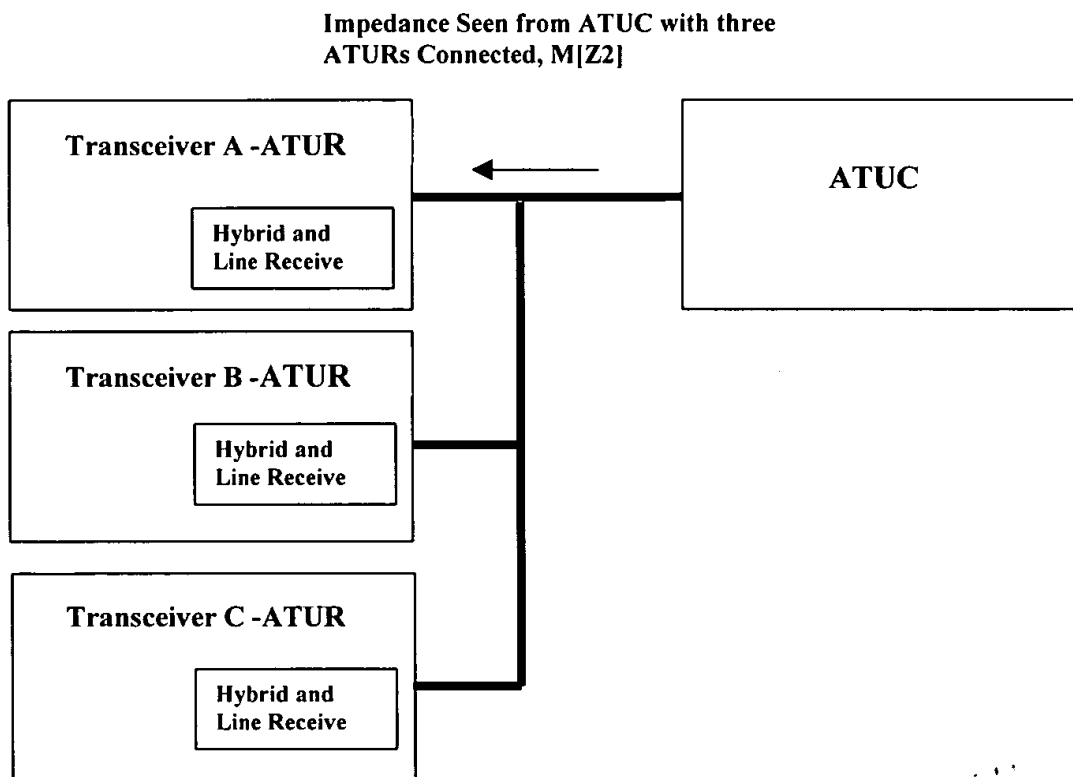 Impedance Seen from ATUC with three
ATURs Connected, M[Z2]
Transceiver A -ATUR
Hybrid and
Line Receive
ATUC
Transceiver B -ATUR
Hybrid and
Line Receive
Transceiver C -ATUR
Hybrid and
Line Receive